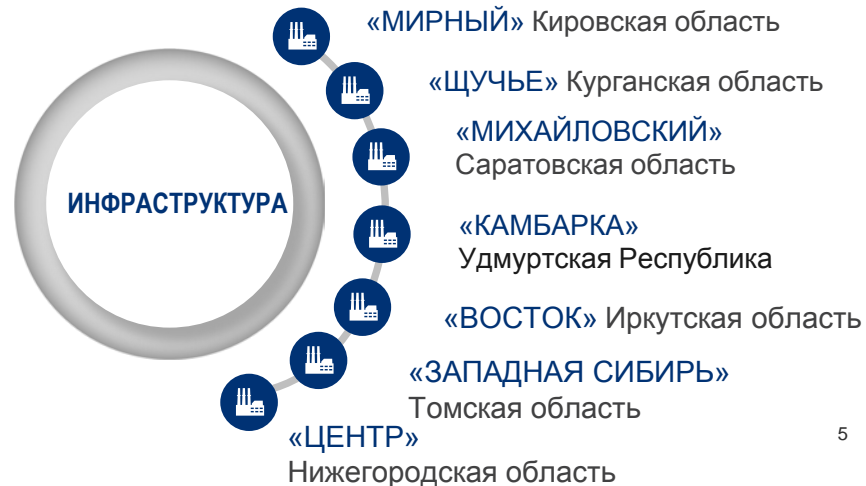 «МИРНЫЙ» Кировская область
«ЩУЧЬЕ» Курганская область
«МИХАЙЛОВСКИЙ»
Саратовская область
ИНФРАСТРУКТУРА
«КАМБАРКА»
Удмуртская Республика
«ВОСТОК» Иркутская область
«ЗАПАДНАЯ СИБИРЬ»
Томская область
«ЦЕНТР»
Нижегородская область
5